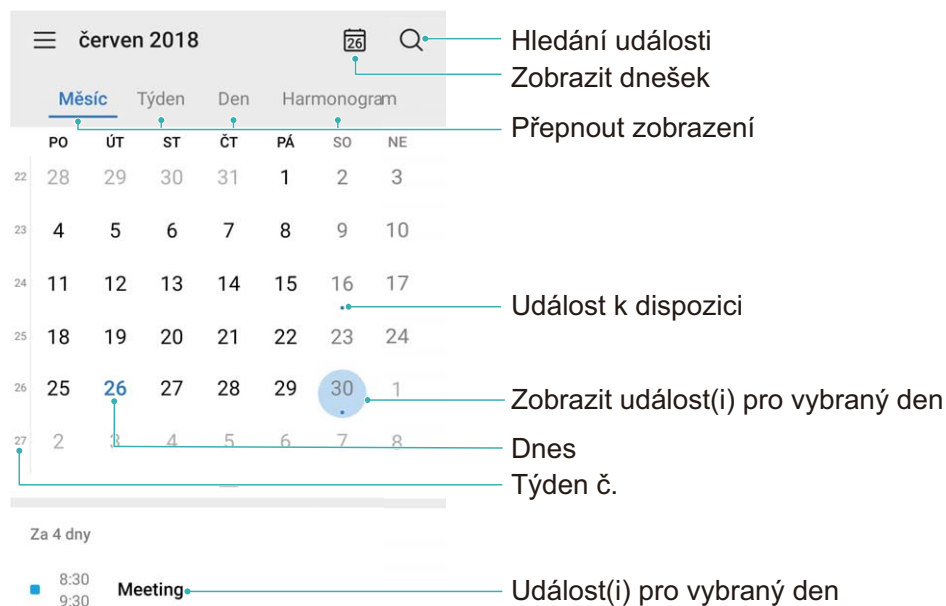 červen 2018 26 Hledání události
Zobrazit dnešek
Měsíc Týden Den Harmonogram
Přepnout zobrazení
PO ÚT ST ČT PÁ SO NE
22 28 29 30 31 1 2 3
23 4 5 6 7 8 9 10
24 11 12 13 14 15 16 17
Událost k dispozici
25 18 19 20 21 22 23 24
26 25 26 27 28 29 30 1
Zobrazit událost(i) pro vybraný den
27 2 3 4 5 6 7 8
Dnes
Týden č.
Za 4 dny
8:30
Meeting Událost(i) pro vybraný den
9:30